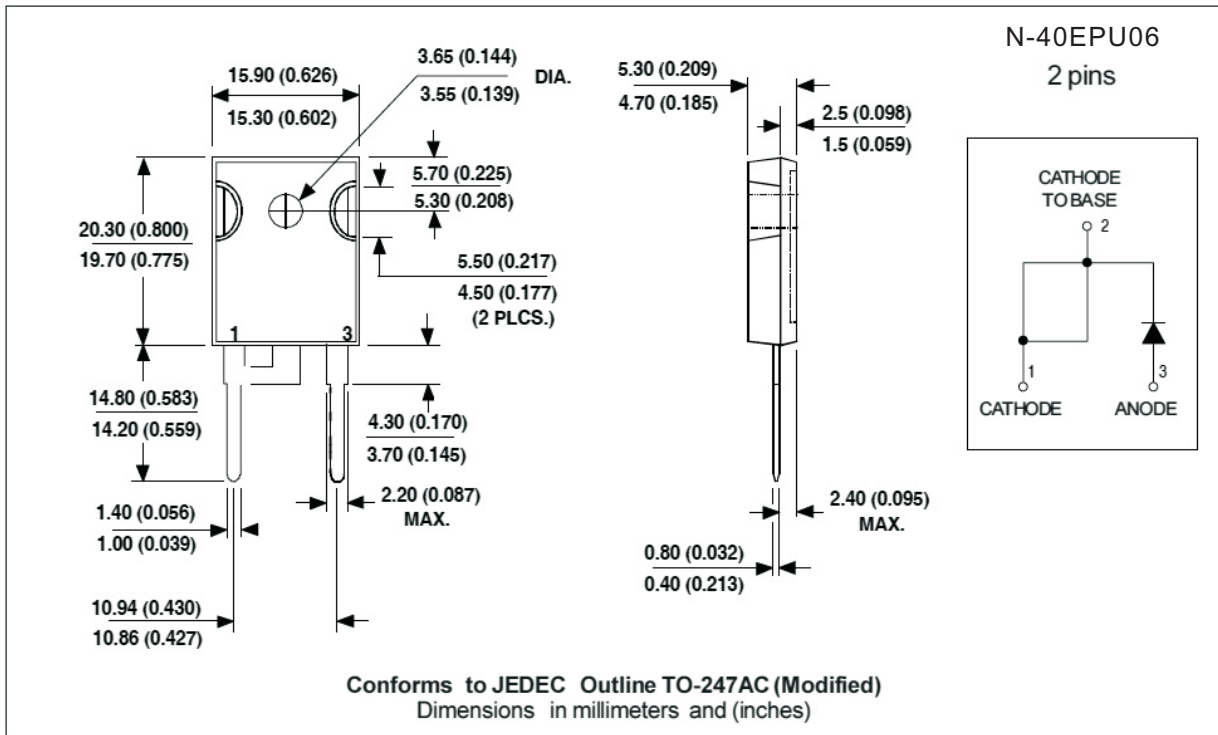 N-40EPU06
2 pins
3.65 (0.144)
3.55 (0.139)
DIA.
15.90 (0.626)
15.30 (0.602)
5.30 (0.209)
4.70 (0.185)
2.5 (0.098)
1.5 (0.059)
5.70 (0.225)
5.30 (0.208)
20.30 (0.800)
19.70 (0.775)
5.50 (0.217)
4.50 (0.177)
(2 PLCS.)
1
3
14.80 (0.583)
14.20 (0.559)
4.30 (0.170)
3.70 (0.145)
2.20 (0.087)
MAX.
1.40 (0.056)
1.00 (0.039)
2.40 (0.095)
MAX.
0.80 (0.032)
0.40 (0.213)
10.94 (0.430)
10.86 (0.427)
CATHODE
TO BASE
2
1
3
CATHODE
ANODE
Conforms to JEDEC Outline TO-247AC (Modified)
Dimensions in millimeters and (inches)